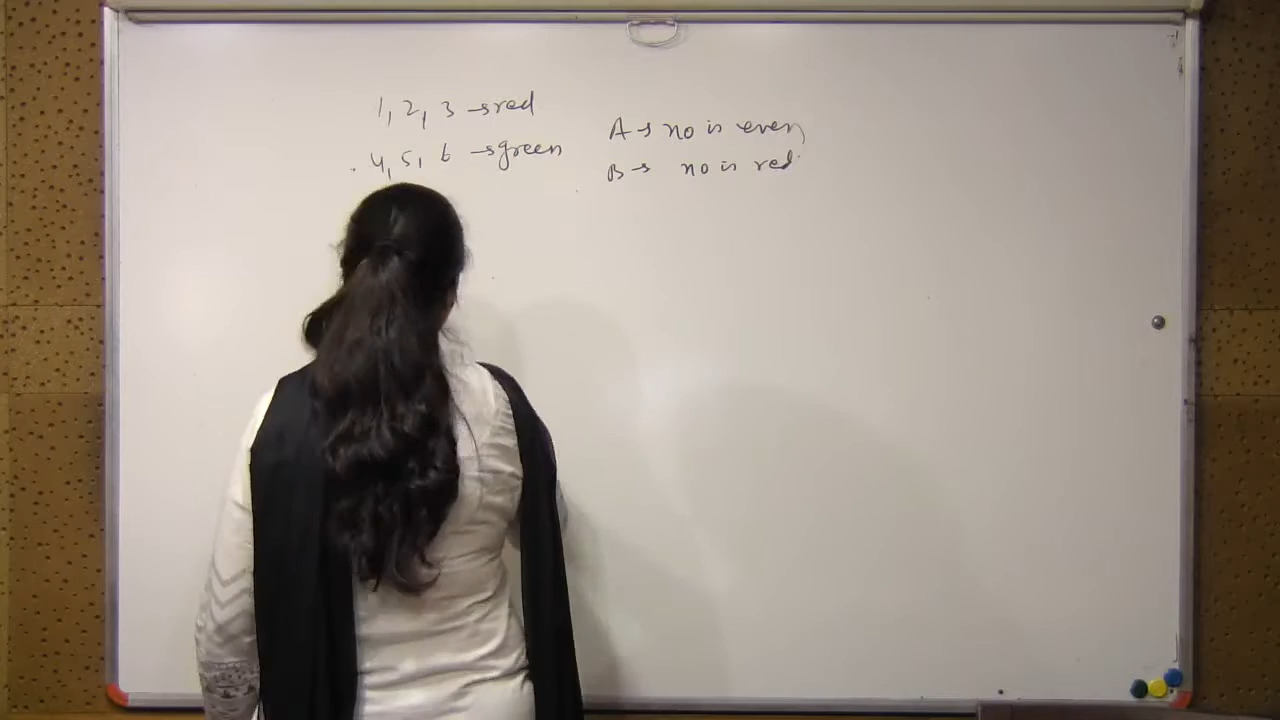 1, 2, 3 → red
4, 5, 6 → green
A → no is even,
B → no is red